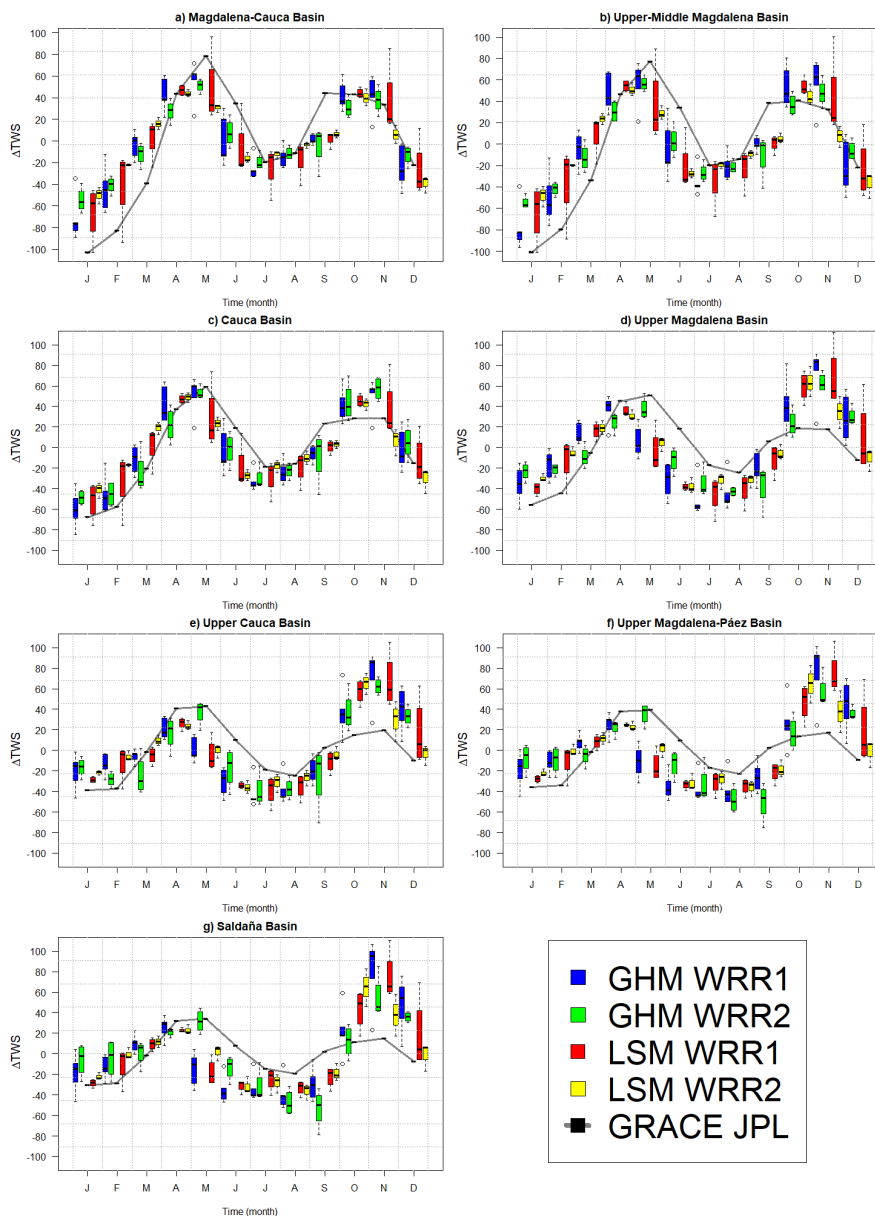 a) Magdalena-Cauca Basin
ΔTWS
100
80
60
40
20
0
-20
-40
-60
-80
-100
J F M A M J J A S O N D
Time (month)
b) Upper-Middle Magdalena Basin
ΔTWS
100
80
60
40
20
0
-20
-40
-60
-80
-100
J F M A M J J A S O N D
Time (month)
c) Cauca Basin
ΔTWS
100
80
60
40
20
0
-20
-40
-60
-80
-100
J F M A M J J A S O N D
Time (month)
d) Upper Magdalena Basin
ΔTWS
100
80
60
40
20
0
-20
-40
-60
-80
-100
J F M A M J J A S O N D
Time (month)
e) Upper Cauca Basin
ΔTWS
100
80
60
40
20
0
-20
-40
-60
-80
-100
J F M A M J J A S O N D
Time (month)
f) Upper Magdalena-Páez Basin
ΔTWS
100
80
60
40
20
0
-20
-40
-60
-80
-100
J F M A M J J A S O N D
Time (month)
g) Saldaña Basin
ΔTWS
100
80
60
40
20
0
-20
-40
-60
-80
-100
J F M A M J J A S O N D
Time (month)
GHM WRR1
GHM WRR2
LSM WRR1
LSM WRR2
GRACE JPL